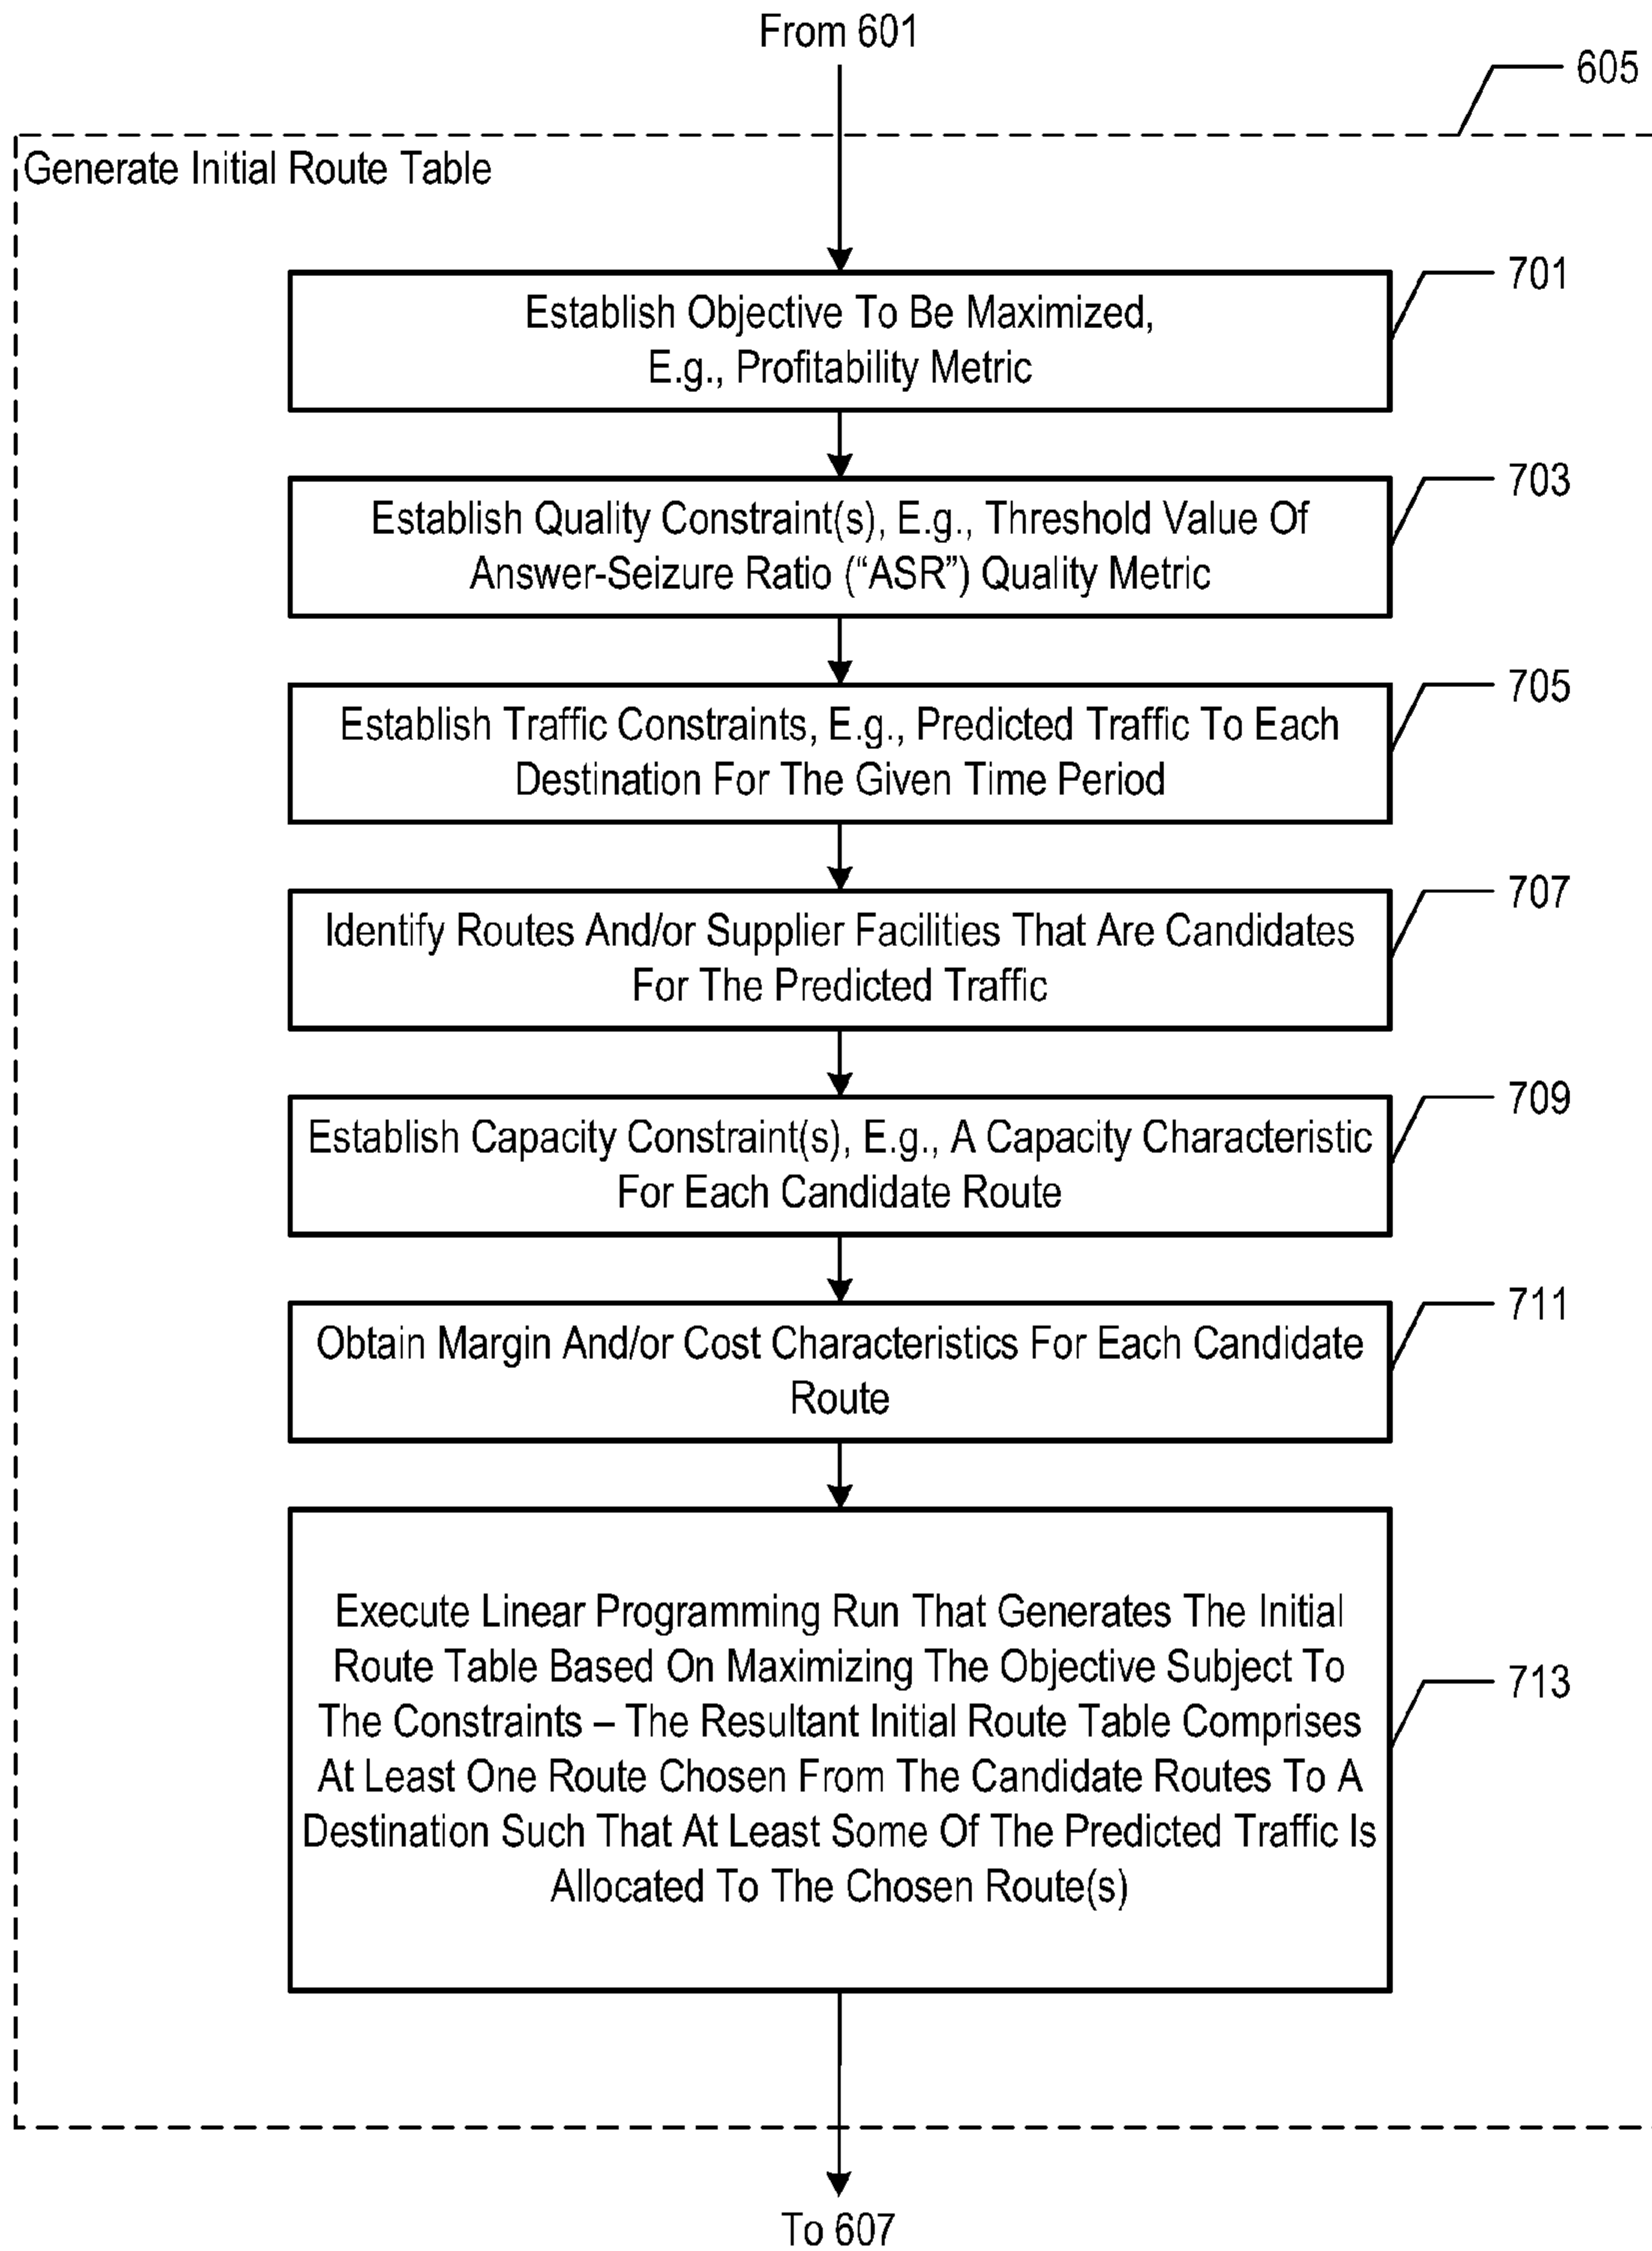 From 601
605
Generate Initial Route Table
701
Establish Objective To Be Maximized,
E.g., Profitability Metric
703
Establish Quality Constraint(s), E.g., Threshold Value Of
Answer-Seizure Ratio (“ASR”) Quality Metric
705
Establish Traffic Constraints, E.g., Predicted Traffic To Each
Destination For The Given Time Period
707
Identify Routes And/or Supplier Facilities That Are Candidates
For The Predicted Traffic
709
Establish Capacity Constraint(s), E.g., A Capacity Characteristic
For Each Candidate Route
711
Obtain Margin And/or Cost Characteristics For Each Candidate
Route
Execute Linear Programming Run That Generates The Initial
Route Table Based On Maximizing The Objective Subject To
713
The Constraints – The Resultant Initial Route Table Comprises
At Least One Route Chosen From The Candidate Routes To A
Destination Such That At Least Some Of The Predicted Traffic Is
Allocated To The Chosen Route(s)
To 607